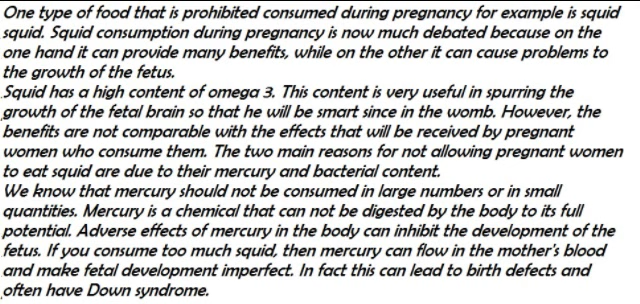 One type of food that is prohibited consumed during pregnancy for example is squid
squid. Squid consumption during pregnancy is now much debated because on the
one hand it can provide many benefits, while on the other it can cause problems to
the growth of the fetus.
Squid has a high content of omega 3. This content is very useful in spurring the
growth of the fetal brain so that he will be smart since in the womb. However, the
benefits are not comparable with the effects that will be received by pregnant
women who consume them. The two main reasons for not allowing pregnant women
to eat squid are due to their mercury and bacterial content.
We know that mercury should not be consumed in large numbers or in small
quantities. Mercury is a chemical that can not be digested by the body to its full
potential. Adverse effects of mercury in the body can inhibit the development of the
fetus. If you consume too much squid, then mercury can flow in the mother's blood
and make fetal development imperfect. In fact this can lead to birth defects and
often have Down syndrome.